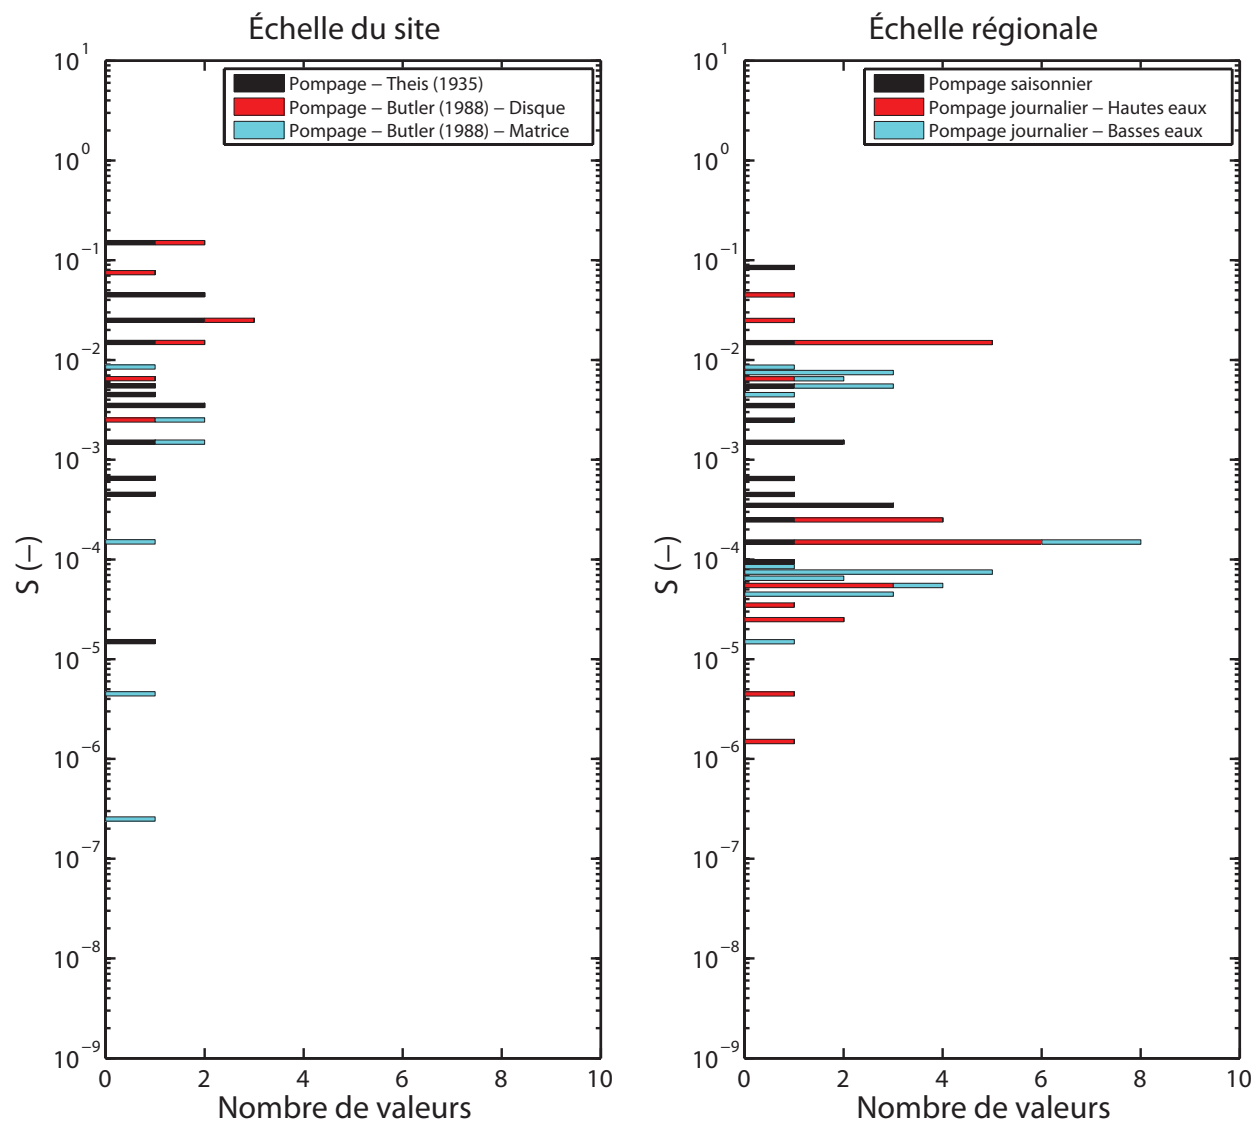 Échelle du site
10^1
10^0
10^−1
10^−2
10^−3
10^−4
10^−5
10^−6
10^−7
10^−8
10^−9
S (−)
Pompage − Theis (1935)
Pompage − Butler (1988) − Disque
Pompage − Butler (1988) − Matrice
0 2 4 6 8 10
Nombre de valeurs
Échelle régionale
10^1
10^0
10^−1
10^−2
10^−3
10^−4
10^−5
10^−6
10^−7
10^−8
10^−9
S (−)
Pompage saisonnier
Pompage journalier − Hautes eaux
Pompage journalier − Basses eaux
0 2 4 6 8 10
Nombre de valeurs